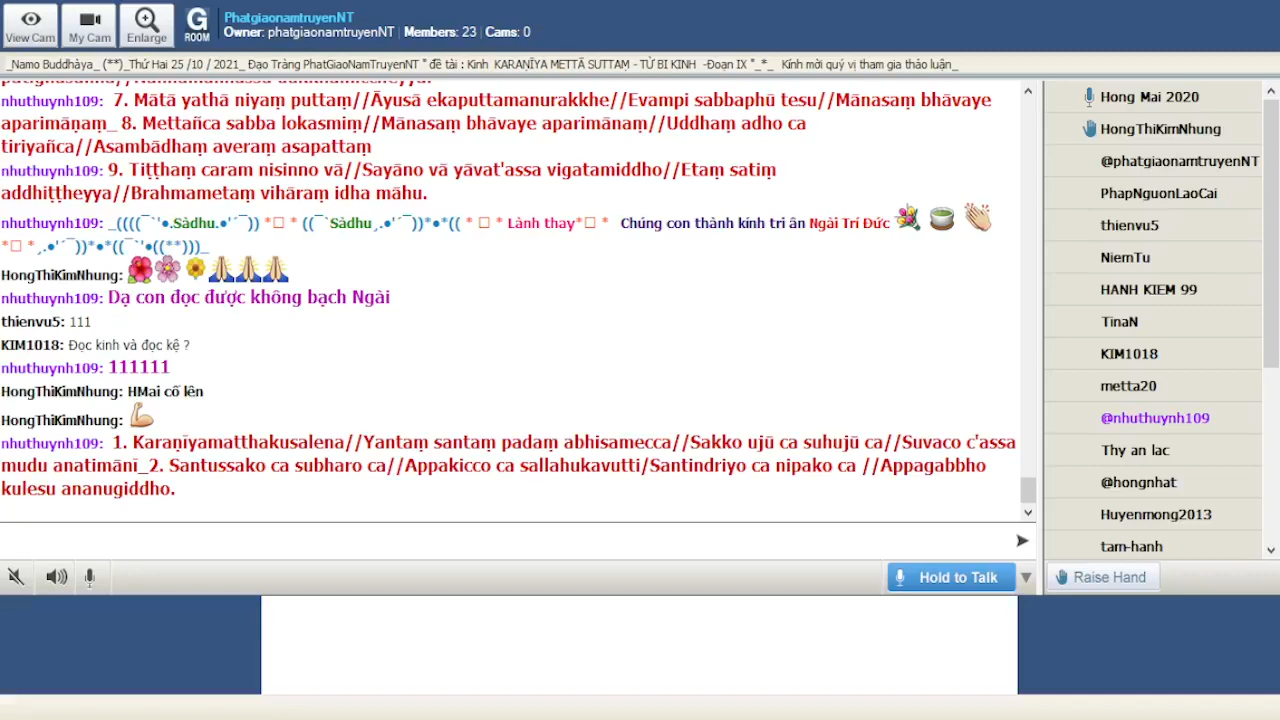 View Cam
My Cam
Enlarge
G
ROOM
PhatgiaonamtruyenNT
Owner: phatgiaonamtruyenNT | Members: 23 | Cams: 0
_Namo Buddhàya_ (**)_Thứ Hai 25 /10 / 2021_ Đạo Tràng PhatGiaoNamTruyenNT " đề tài : Kinh KARAṆĪYA METTĀ SUTTAṂ - TỪ BI KINH -Đoạn IX "_*_ Kính mời quý vị tham gia thảo luận_
nhuthuynh109: 7. Mātā yathā niyaṃ puttaṃ//Āyusā ekaputtamanurakkhe//Evampi sabbaphū tesu//Mānasaṃ bhāvaye
aparimāṇaṃ_ 8. Mettañca sabba lokasmiṃ//Mānasaṃ bhāvaye aparimānaṃ//Uddhaṃ adho ca
tiriyañca//Asambādhaṃ averaṃ asapattaṃ
nhuthuynh109: 9. Tiṭṭhaṃ caram nisinno vā//Sayāno vā yāvat'assa vigatamiddho//Etaṃ satiṃ
addhiṭṭheyya//Brahmametaṃ vihāraṃ idha māhu.
nhuthuynh109: _((((¯`'•.Sàdhu.•'´¯)) *□ * ((¯`Sàdhu¸.•'´¯))*•*(( * □ * Lành thay*□ * Chúng con thành kính tri ân Ngài Trí Đức
*□ *¸.•'´¯))*•*((¯`'•((**)))_
HongThiKimNhung:
nhuthuynh109: Dạ con đọc được không bạch Ngài
thienvu5: 111
KIM1018: Đọc kinh và đọc kệ ?
nhuthuynh109: 111111
HongThiKimNhung: HMai cố lên
HongThiKimNhung:
nhuthuynh109: 1. Karaṇīyamatthakusalena//Yantaṃ santaṃ padaṃ abhisamecca//Sakko ujū ca suhujū ca//Suvaco c'assa
mudu anatimānī_2. Santussako ca subharo ca//Appakicco ca sallahukavutti/Santindriyo ca nipako ca //Appagabbho
kulesu ananugiddho.
Hold to Talk
Hong Mai 2020
HongThiKimNhung
@phatgiaonamtruyenNT
PhapNguonLaoCai
thienvu5
NiemTu
HANH KIEM 99
TinaN
KIM1018
metta20
@nhuthuynh109
Thy an lac
@hongnhat
Huyenmong2013
tam-hanh
Raise Hand